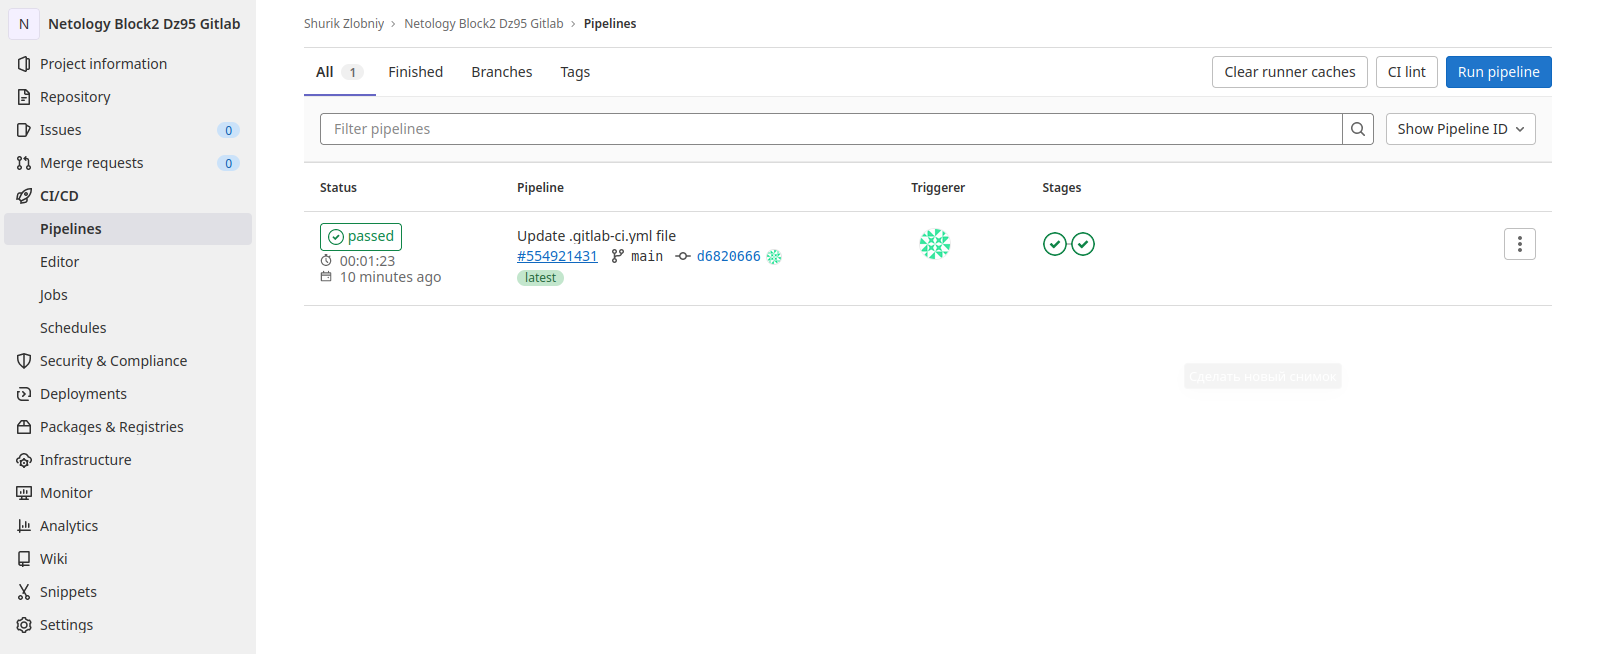 N Netology Block2 Dz95 Gitlab
Project information
Repository
Issues 0
Merge requests 0
CI/CD
Pipelines
Editor
Jobs
Schedules
Security & Compliance
Deployments
Packages & Registries
Infrastructure
Monitor
Analytics
Wiki
Snippets
Settings
Shurik Zlobniy › Netology Block2 Dz95 Gitlab › Pipelines
All 1 Finished Branches Tags
Clear runner caches CI lint Run pipeline
Filter pipelines Show Pipeline ID
Status Pipeline Triggerer Stages
passed
00:01:23
10 minutes ago
Update .gitlab-ci.yml file
#554921431 main d6820666
latest
Сделать новый снимок